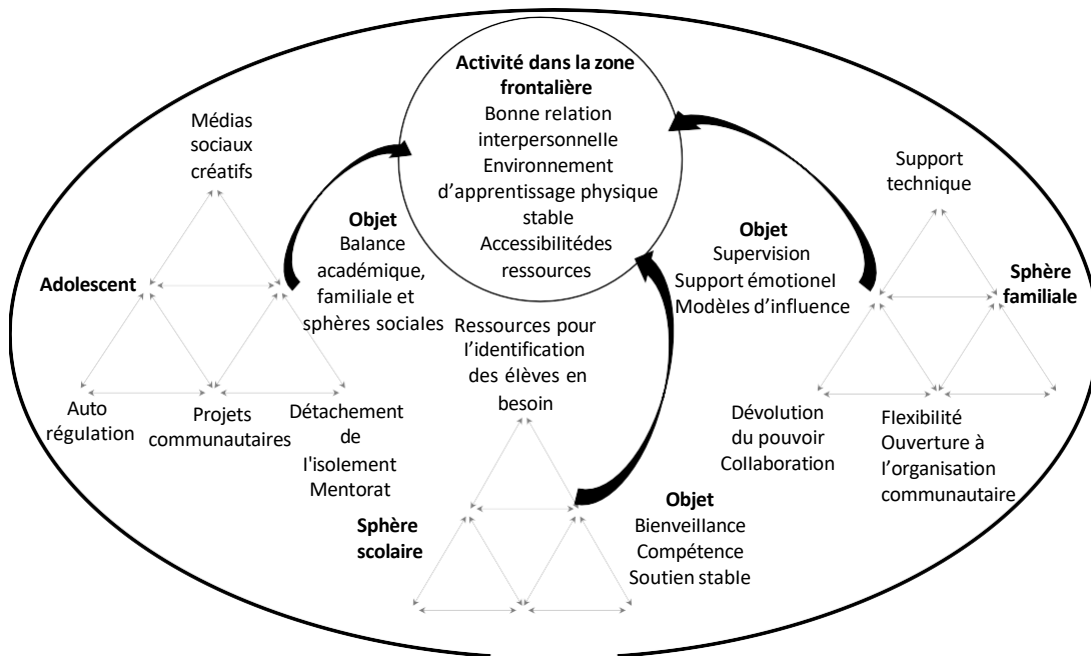 Activité dans la zone
frontalière
Bonne relation
interpersonnelle
Environnement
d'apprentissage physique
stable
Accessibilitédes
ressources
Médias
sociaux
créatifs
Adolescent
Objet
Balance
académique,
familiale et
sphères sociales
Auto
régulation
Projets
communautaires
Détachement
de
l'isolement
Mentorat
Ressources pour
l'identification
des élèves en
besoin
Sphère
scolaire
Objet
Bienveillance
Compétence
Soutien stable
Objet
Supervision
Support émotionel
Modèles d'influence
Support
technique
Sphère
familiale
Dévolution
du pouvoir
Collaboration
Flexibilité
Ouverture à
l'organisation
communautaire